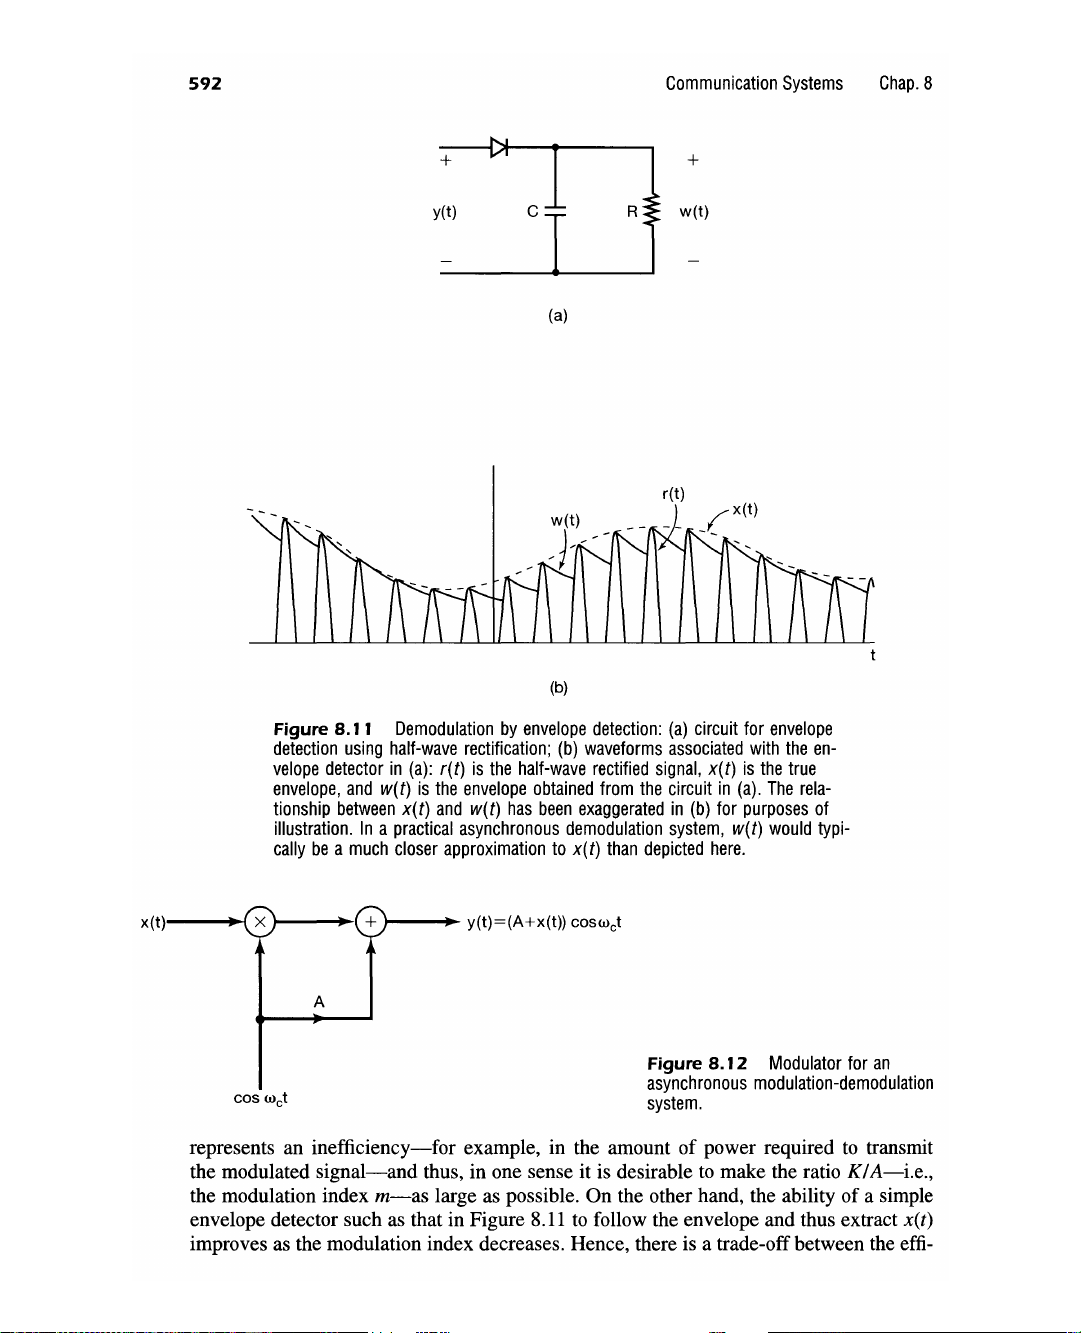 592 Communication Systems Chap. 8
+ +
y(t) C R w(t)
− −
(a)
r(t)
w(t) x(t)
t
(b)
Figure 8.11 Demodulation by envelope detection: (a) circuit for envelope
detection using half-wave rectification; (b) waveforms associated with the en-
velope detector in (a): r(t) is the half-wave rectified signal, x(t) is the true
envelope, and w(t) is the envelope obtained from the circuit in (a). The rela-
tionship between x(t) and w(t) has been exaggerated in (b) for purposes of
illustration. In a practical asynchronous demodulation system, w(t) would typi-
cally be a much closer approximation to x(t) than depicted here.
x(t) × + y(t)=(A+x(t)) cosω_ct
A
cos ω_ct
Figure 8.12 Modulator for an
asynchronous modulation-demodulation
system.
represents an inefficiency—for example, in the amount of power required to transmit
the modulated signal—and thus, in one sense it is desirable to make the ratio K/A—i.e.,
the modulation index m—as large as possible. On the other hand, the ability of a simple
envelope detector such as that in Figure 8.11 to follow the envelope and thus extract x(t)
improves as the modulation index decreases. Hence, there is a trade-off between the effi-